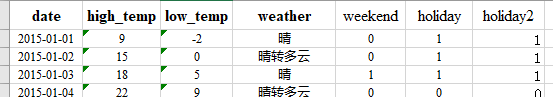 date high_temp low_temp weather weekend holiday holiday2
2015-01-01 9 -2 晴 0 1 1
2015-01-02 15 0 晴转多云 0 1 1
2015-01-03 18 5 晴 1 1 1
2015-01-04 22 9 晴转多云 0 0 0